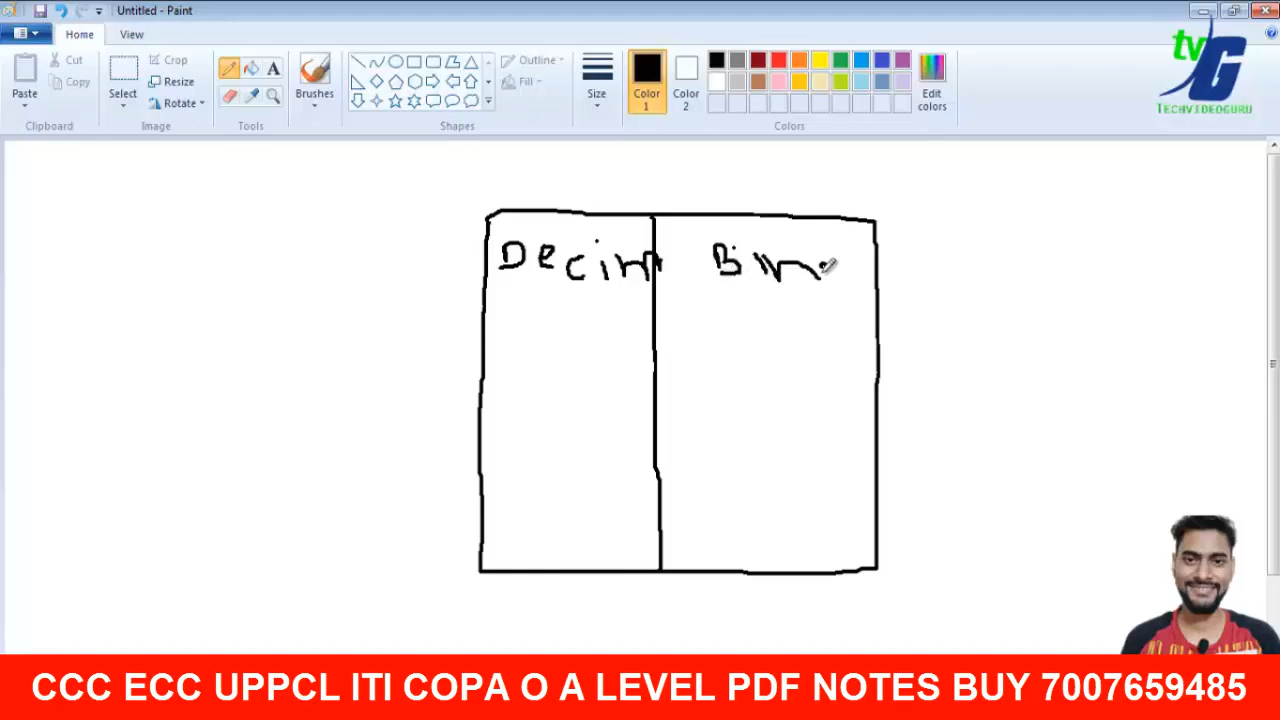 Untitled - Paint
Home View
Paste
Cut
Copy
Clipboard
Select
Crop
Resize
Rotate
Image
A
Tools
Brushes
Outline
Fill
Shapes
Size
Color 1
Color 2
Edit colors
Colors
tv G
TECHVIDEOGURU
Decim Bin
CCC ECC UPPCL ITI COPA O A LEVEL PDF NOTES BUY 7007659485